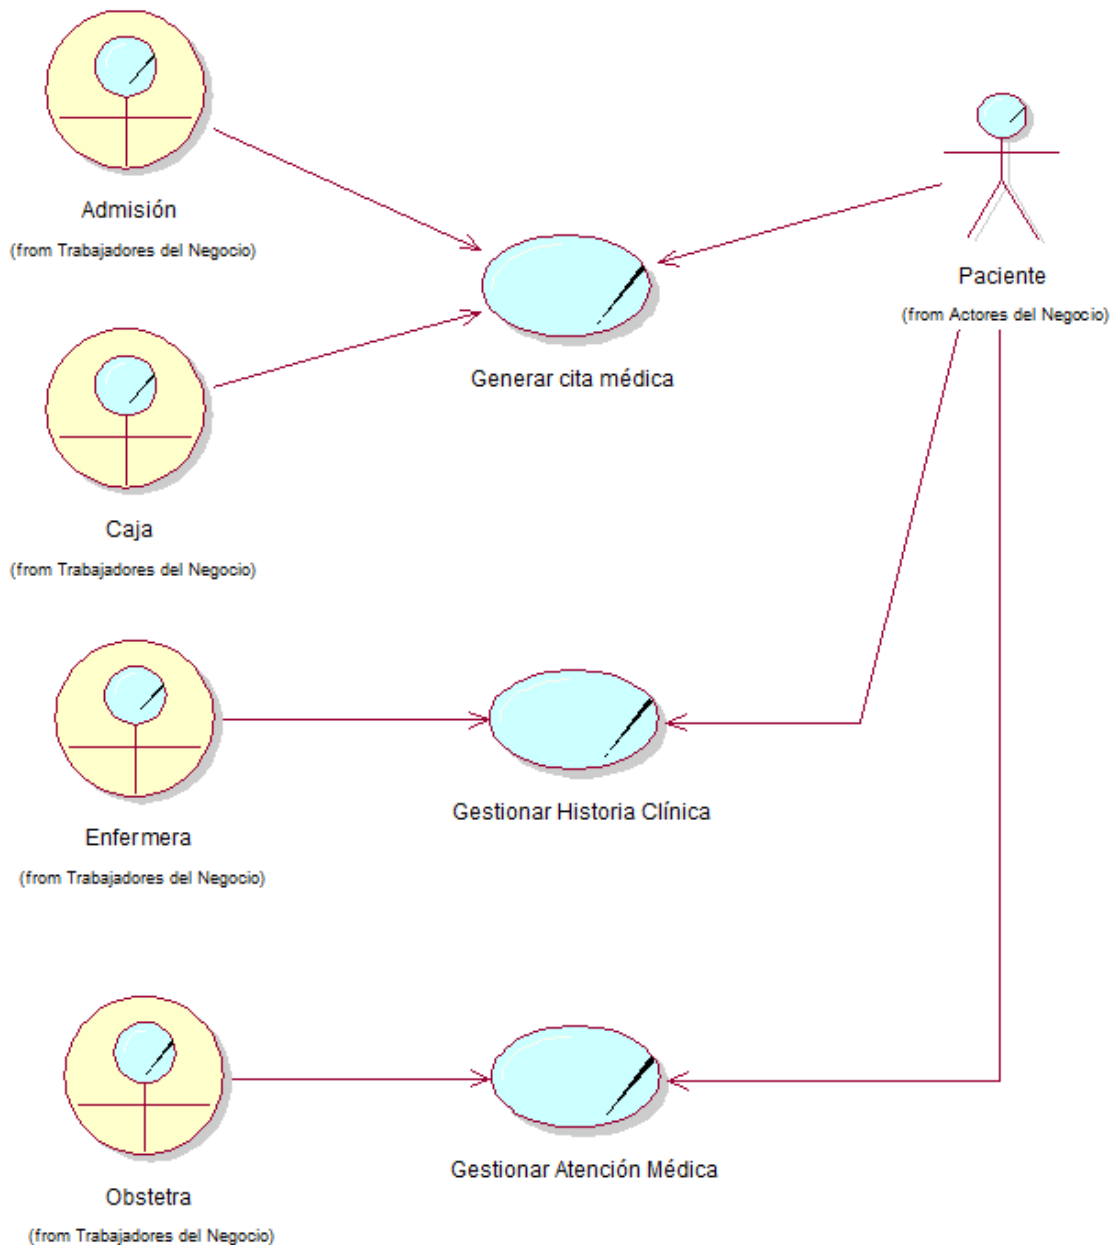 Admisión
(from Trabajadores del Negocio)
Paciente
(from Actores del Negocio)
Generar cita médica
Caja
(from Trabajadores del Negocio)
Gestionar Historia Clínica
Enfermera
(from Trabajadores del Negocio)
Gestionar Atención Médica
Obstetra
(from Trabajadores del Negocio)